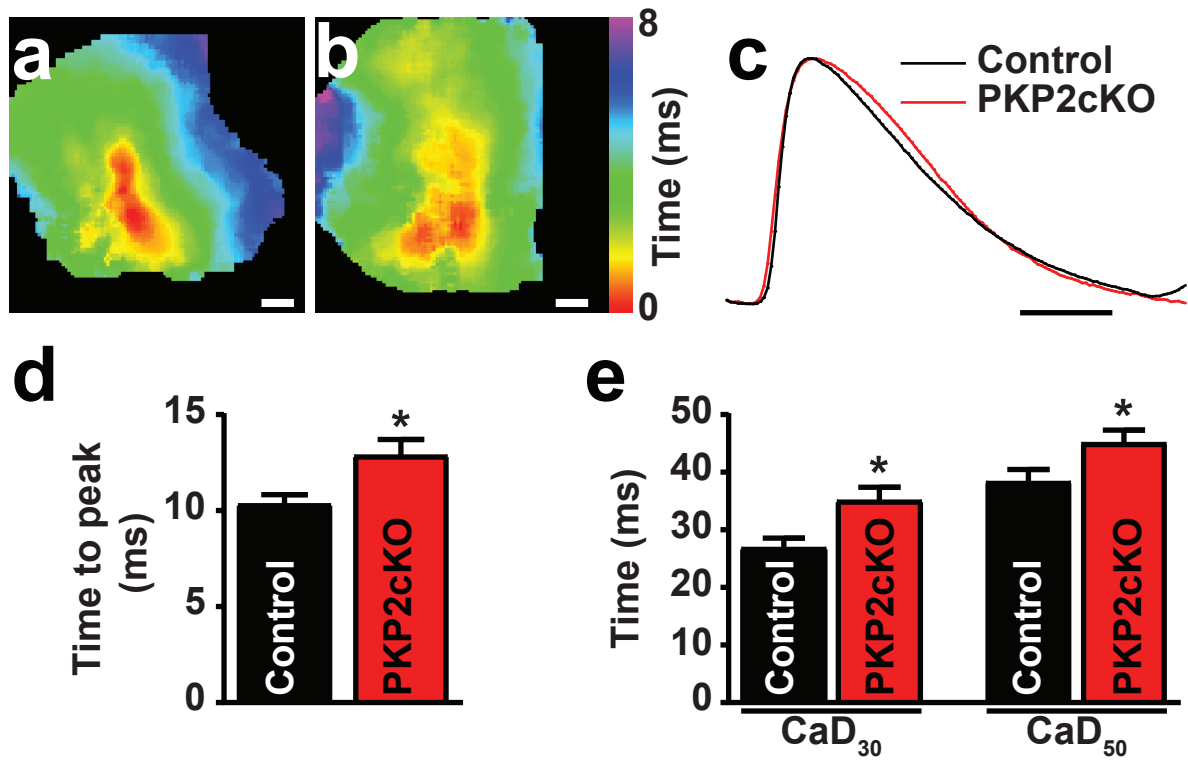 a
b
8
Time (ms)
0
c
Control
PKP2cKO
d
Time to peak
(ms)
15
10
5
0
Control
PKP2cKO
*
e
Time (ms)
50
40
30
20
10
0
Control
PKP2cKO
*
Control
PKP2cKO
*
CaD30
CaD50